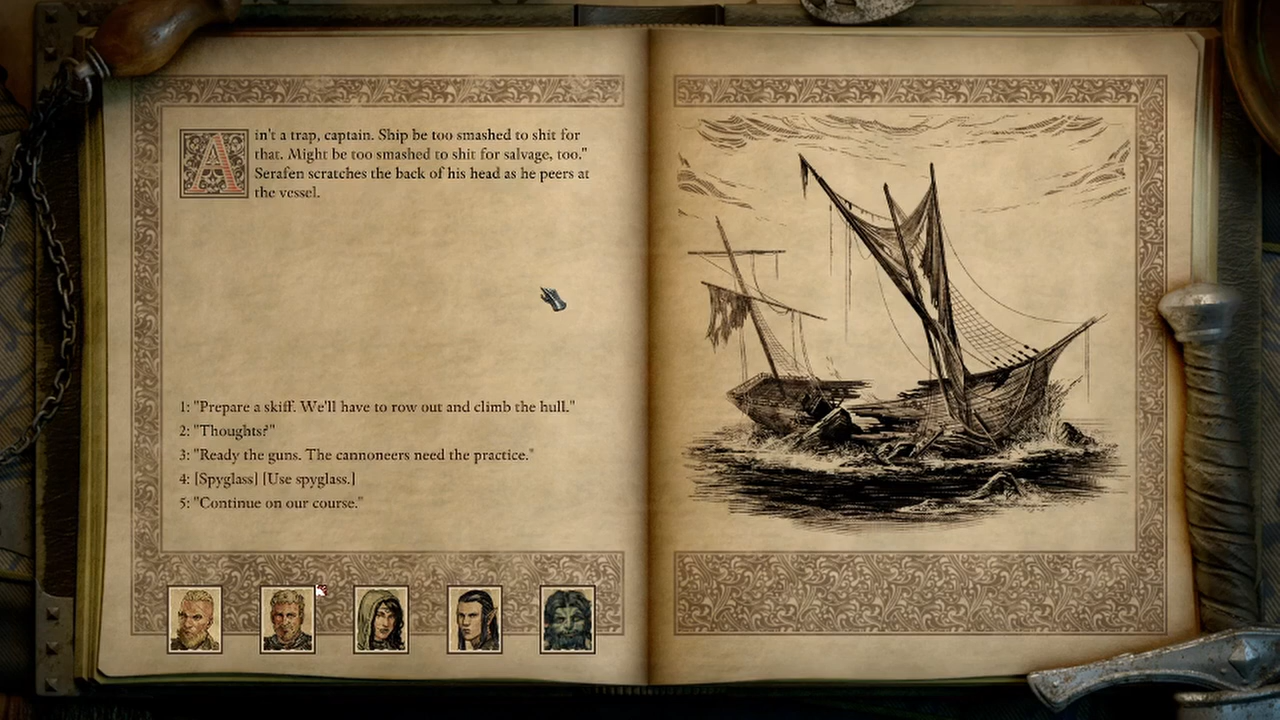 Ain't a trap, captain. Ship be too smashed to shit for
that. Might be too smashed to shit for salvage, too."
Serafen scratches the back of his head as he peers at
the vessel.
1: "Prepare a skiff. We'll have to row out and climb the hull."
2: "Thoughts?"
3: "Ready the guns. The cannoneers need the practice."
4: [Spyglass] [Use spyglass.]
5: "Continue on our course."